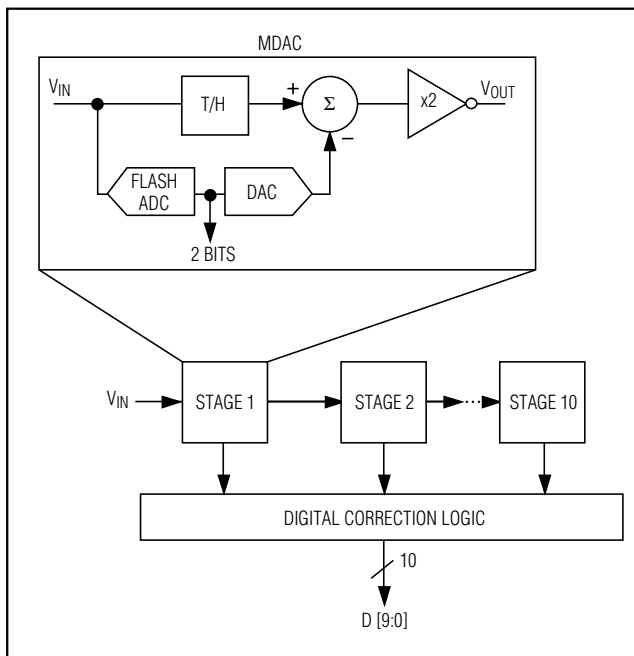 MDAC
VIN
T/H
+
Σ
−
x2
VOUT
FLASH
ADC
DAC
2 BITS
VIN
STAGE 1
STAGE 2
...
STAGE 10
DIGITAL CORRECTION LOGIC
10
D [9:0]